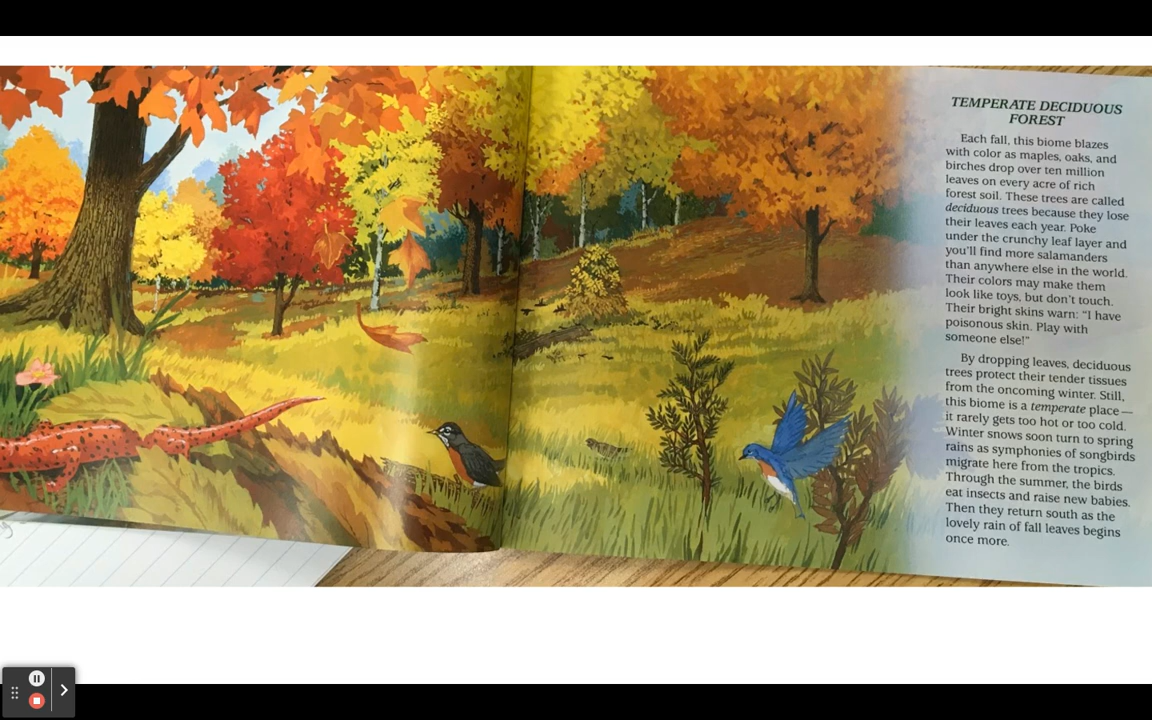 TEMPERATE DECIDUOUS
FOREST
Each fall, this biome blazes
with color as maples, oaks, and
birches drop over ten million
leaves on every acre of rich
forest soil. These trees are called
deciduous trees because they lose
their leaves each year. Poke
under the crunchy leaf layer and
you'll find more salamanders
than anywhere else in the world.
Their colors may make them
look like toys, but don't touch.
Their bright skins warn: “I have
poisonous skin. Play with
someone else!”
By dropping leaves, deciduous
trees protect their tender tissues
from the oncoming winter. Still,
this biome is a temperate place—
it rarely gets too hot or too cold.
Winter snows soon turn to spring
rains as symphonies of songbirds
migrate here from the tropics.
Through the summer, the birds
eat insects and raise new babies.
Then they return south as the
lovely rain of fall leaves begins
once more.